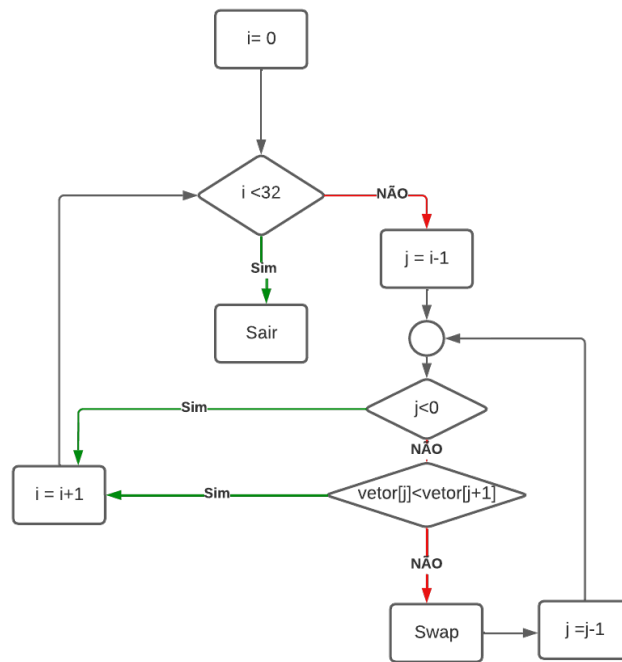 i= 0
i <32
NÃO
Sim
j = i-1
Sair
j<0
Sim
NÃO
i = i+1
Sim
vetor[j]<vetor[j+1]
NÃO
Swap
j =j-1